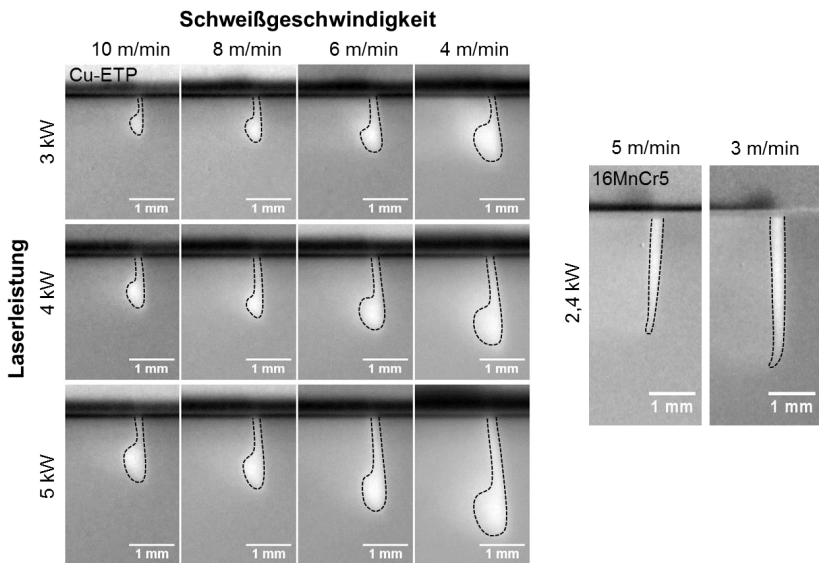 Schweißgeschwindigkeit
10 m/min 8 m/min 6 m/min 4 m/min
Laserleistung
3 kW
Cu-ETP
1 mm 1 mm 1 mm 1 mm
4 kW
1 mm 1 mm 1 mm 1 mm
5 kW
1 mm 1 mm 1 mm 1 mm
5 m/min 3 m/min
2,4 kW
16MnCr5
1 mm 1 mm